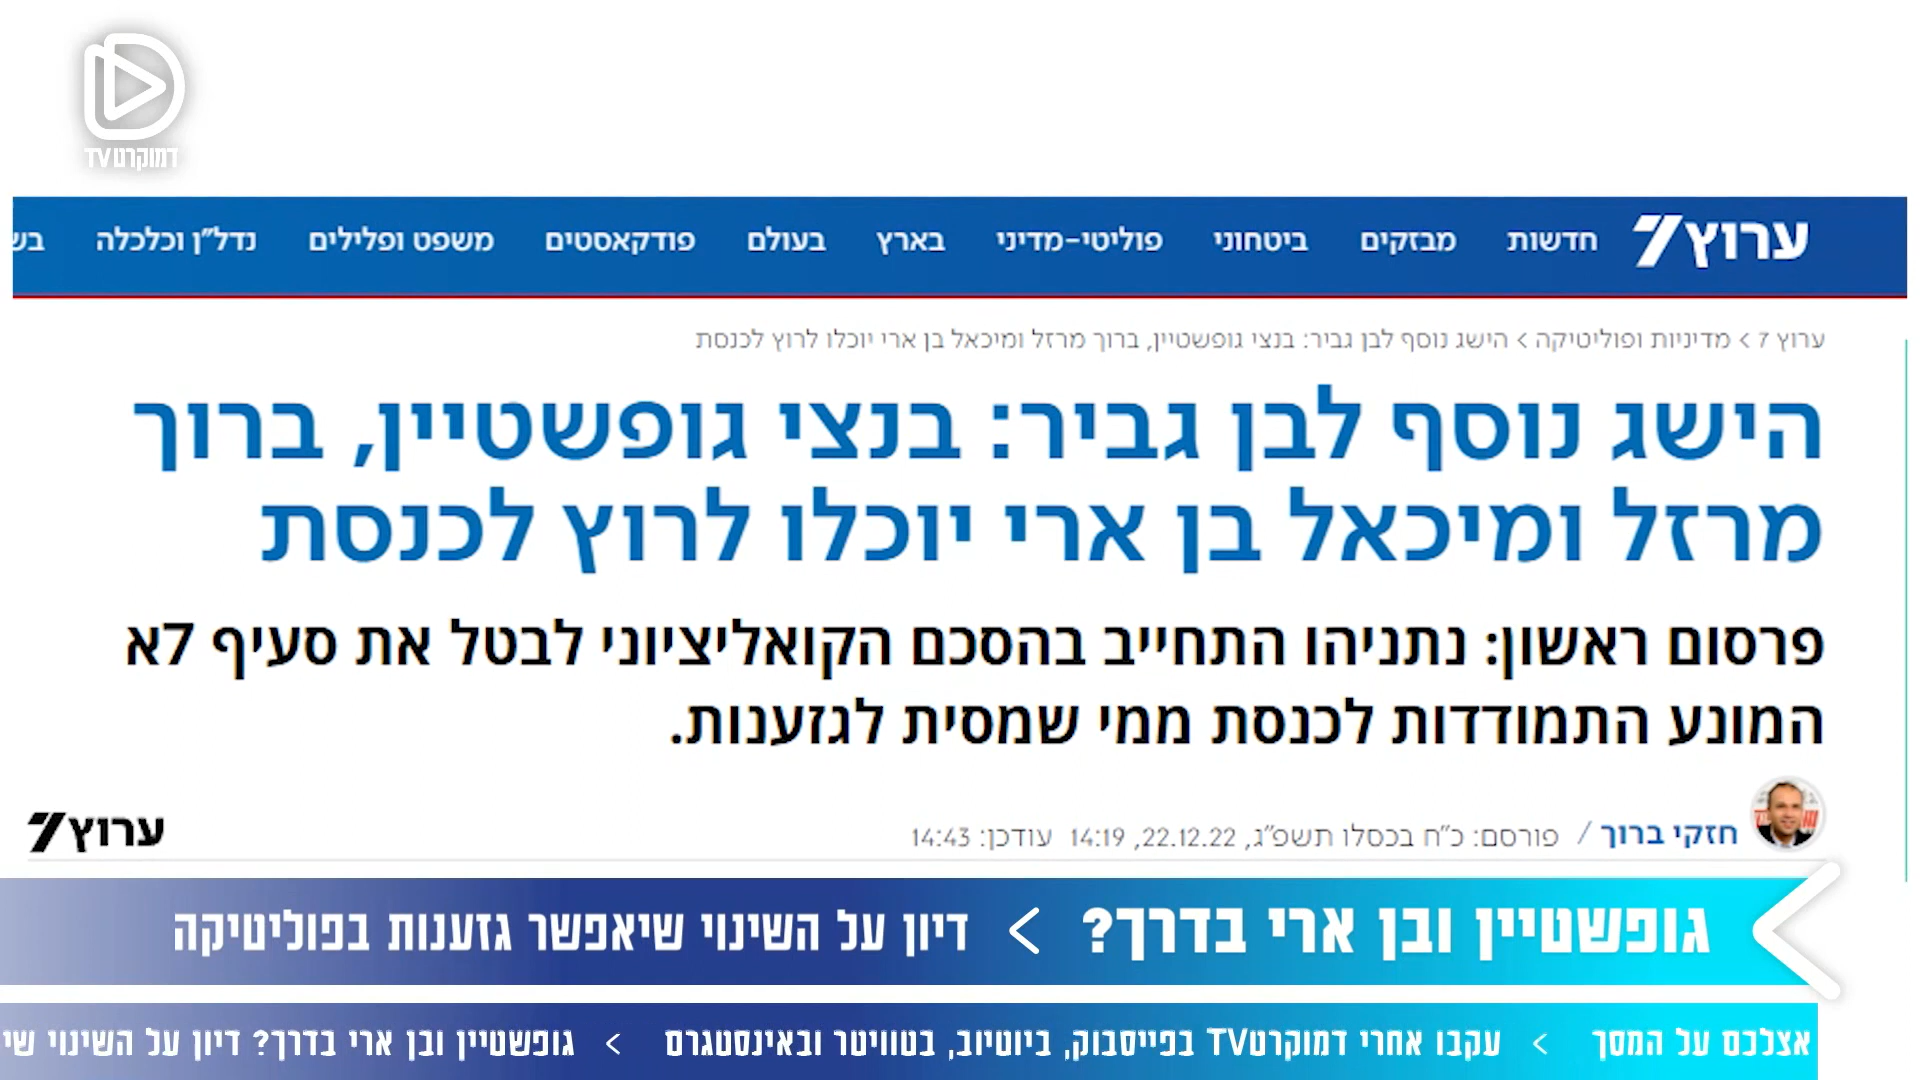 דמוקרטTV
ערוץ7 חדשות מבזקים ביטחוני פוליטי-מדיני בארץ בעולם פודקאסטים משפט ופלילים נדל"ן וכלכלה בש
ערוץ 7 > מדיניות ופוליטיקה > הישג נוסף לבן גביר: בנצי גופשטיין, ברוך מרזל ומיכאל בן ארי יוכלו לרוץ לכנסת
הישג נוסף לבן גביר: בנצי גופשטיין, ברוך
מרזל ומיכאל בן ארי יוכלו לרוץ לכנסת
פרסום ראשון: נתניהו התחייב בהסכם הקואליציוני לבטל את סעיף 7א
המונע התמודדות לכנסת ממי שמסית לגזענות.
חזקי ברוך / פורסם: כ"ח בכסלו תשפ"ג, 22.12.22, 14:19 עודכן: 14:43
ערוץ7
גופשטיין ובן ארי בדרך? > דיון על השינוי שיאפשר גזענות בפוליטיקה
אצלכם על המסך > עקבו אחרי דמוקרטTV בפייסבוק, ביוטיוב, בטוויטר ובאינסטגרם > גופשטיין ובן ארי בדרך? דיון על השינוי שי